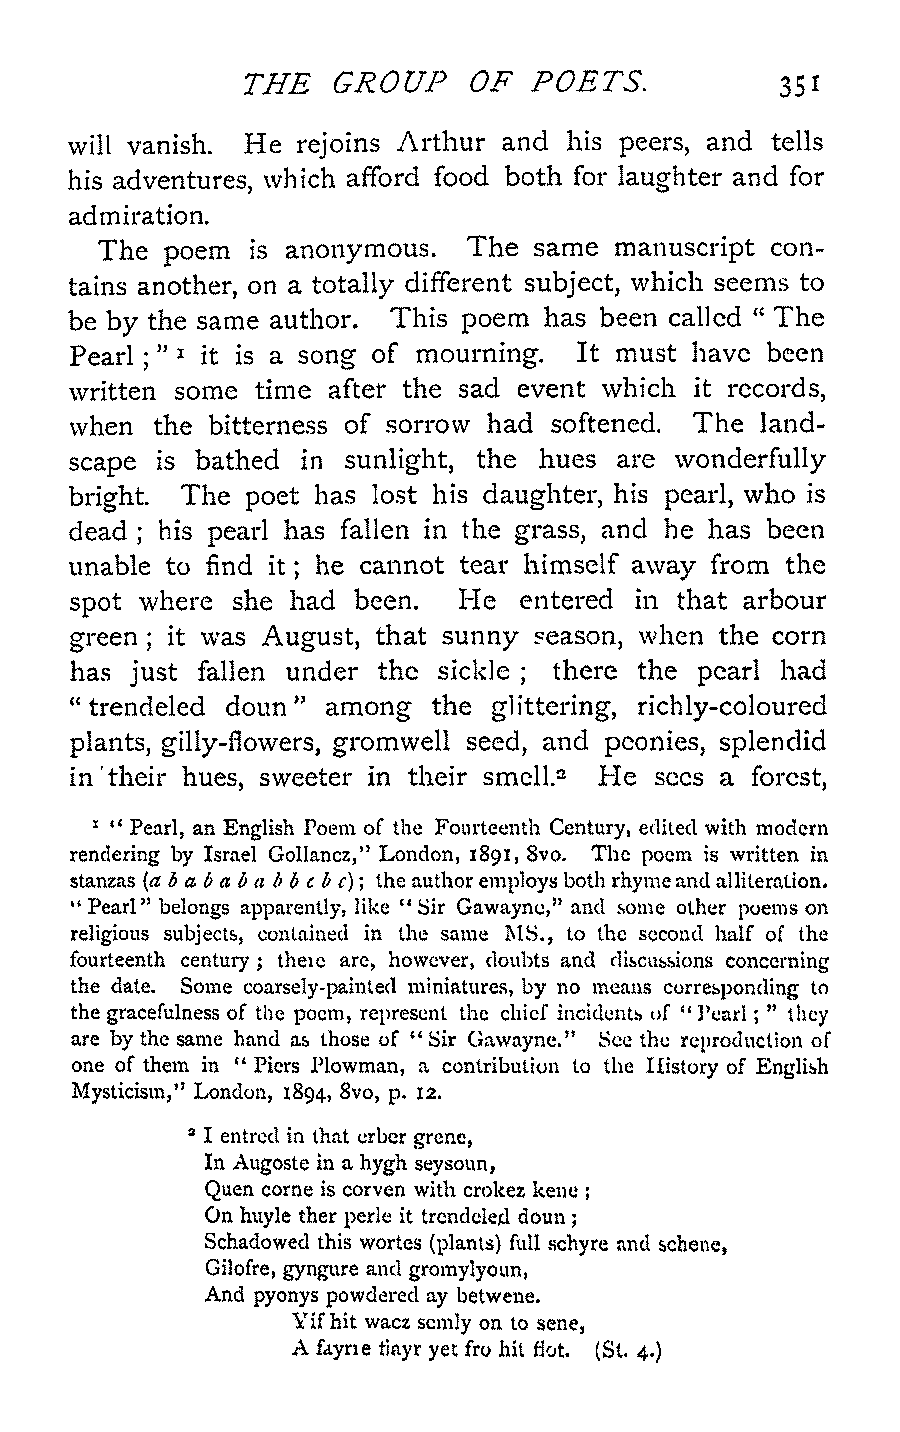 THE GROUP OF POETS. 351
will vanish. He rejoins Arthur and his peers, and tells
his adventures, which afford food both for laughter and for
admiration.
The poem is anonymous. The same manuscript con-
tains another, on a totally different subject, which seems to
be by the same author. This poem has been called “ The
Pearl ; ” ¹ it is a song of mourning. It must have been
written some time after the sad event which it records,
when the bitterness of sorrow had softened. The land-
scape is bathed in sunlight, the hues are wonderfully
bright. The poet has lost his daughter, his pearl, who is
dead ; his pearl has fallen in the grass, and he has been
unable to find it ; he cannot tear himself away from the
spot where she had been. He entered in that arbour
green ; it was August, that sunny season, when the corn
has just fallen under the sickle ; there the pearl had
“ trendeled doun ” among the glittering, richly-coloured
plants, gilly-flowers, gromwell seed, and peonies, splendid
in their hues, sweeter in their smell.² He sees a forest,
¹ “ Pearl, an English Poem of the Fourteenth Century, edited with modern
rendering by Israel Gollancz,” London, 1891, 8vo. The poem is written in
stanzas (a b a b a b a b b c b c) ; the author employs both rhyme and alliteration.
“ Pearl ” belongs apparently, like “ Sir Gawayne,” and some other poems on
religious subjects, contained in the same MS., to the second half of the
fourteenth century ; there are, however, doubts and discussions concerning
the date. Some coarsely-painted miniatures, by no means corresponding to
the gracefulness of the poem, represent the chief incidents of “ Pearl ; ” they
are by the same hand as those of “ Sir Gawayne.” See the reproduction of
one of them in “ Piers Plowman, a contribution to the History of English
Mysticism,” London, 1894, 8vo, p. 12.
² I entred in that erber grene,
In Augoste in a hygh seysoun,
Quen corne is corven with crokez kene ;
On huyle ther perle it trendeled doun ;
Schadowed this wortes (plants) full schyre and schene,
Gilofre, gyngure and gromylyoun,
And pyonys powdered ay betwene.
Yif hit wacz semly on to sene,
A fayrie tiayr yet fro hit flot. (St. 4.)